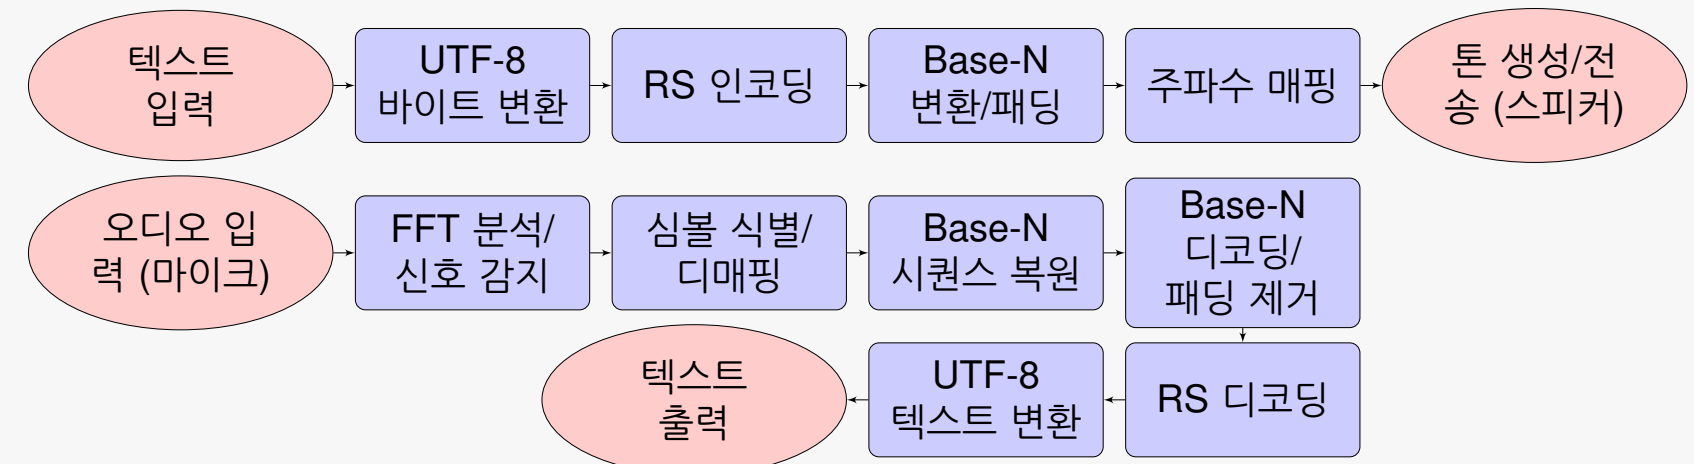 텍스트
입력
UTF-8
바이트 변환
RS 인코딩
Base-N
변환/패딩
주파수 매핑
톤 생성/전
송 (스피커)
오디오 입
력 (마이크)
FFT 분석/
신호 감지
심볼 식별/
디매핑
Base-N
시퀀스 복원
Base-N
디코딩/
패딩 제거
RS 디코딩
UTF-8
텍스트 변환
텍스트
출력